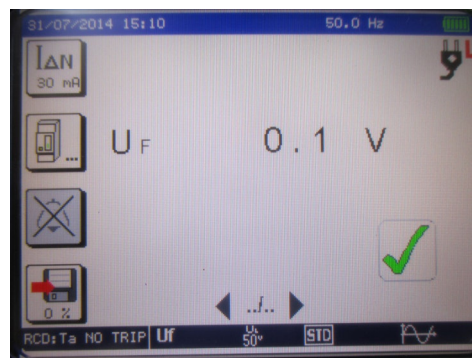 31/07/2014 15:10 50.0 Hz
IΔN
30 mA
L
...
UF 0.1 V
0 %
RCD:Ta NO TRIP Uf UL 50v STD